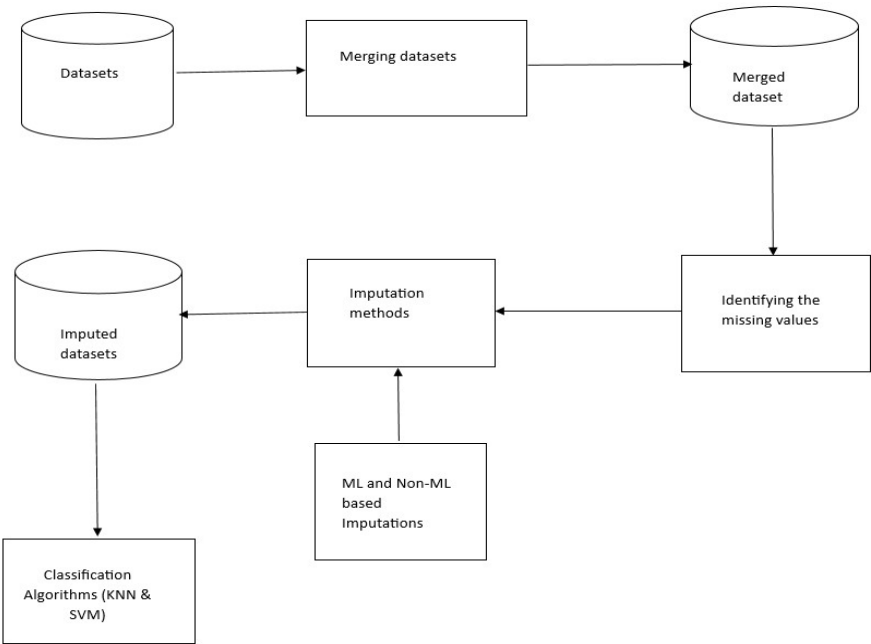 Datasets
Merging datasets
Merged
dataset
Identifying the
missing values
Imputation
methods
Imputed
datasets
ML and Non-ML
based
Imputations
Classification
Algorithms (KNN &
SVM)